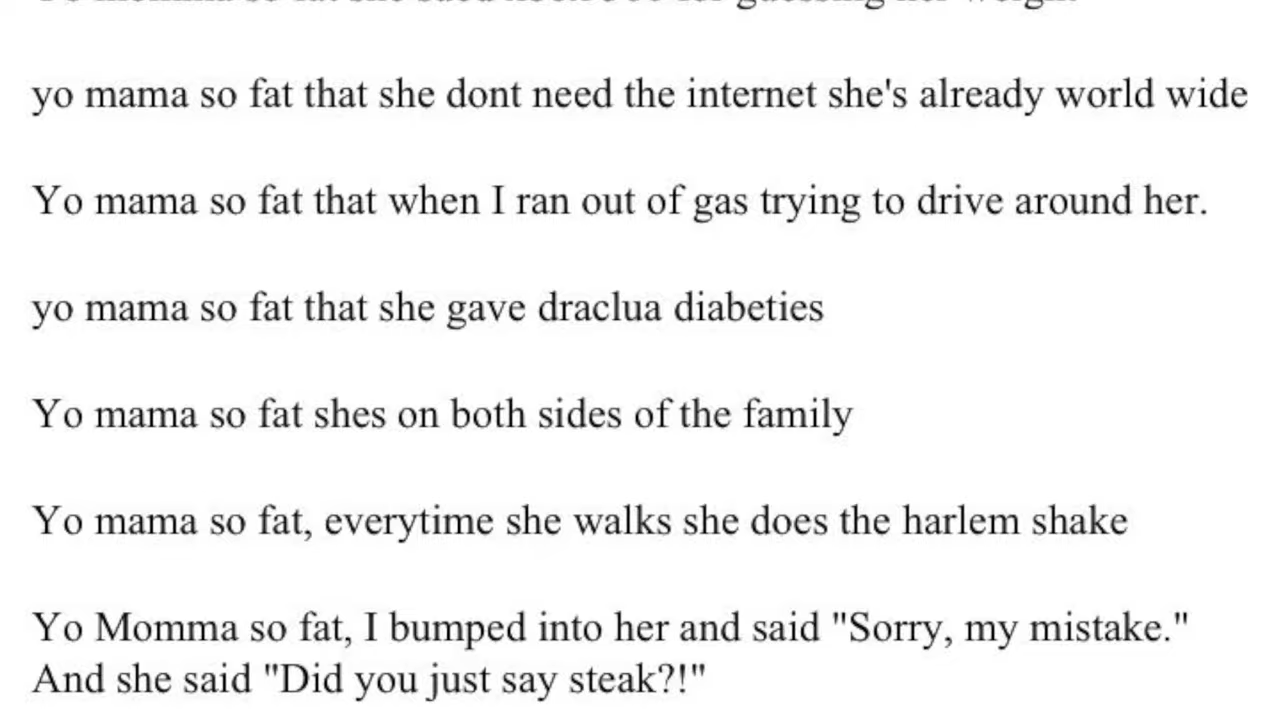 yo mama so fat that she dont need the internet she's already world wide
Yo mama so fat that when I ran out of gas trying to drive around her.
yo mama so fat that she gave draclua diabeties
Yo mama so fat shes on both sides of the family
Yo mama so fat, everytime she walks she does the harlem shake
Yo Momma so fat, I bumped into her and said "Sorry, my mistake."
And she said "Did you just say steak?!"